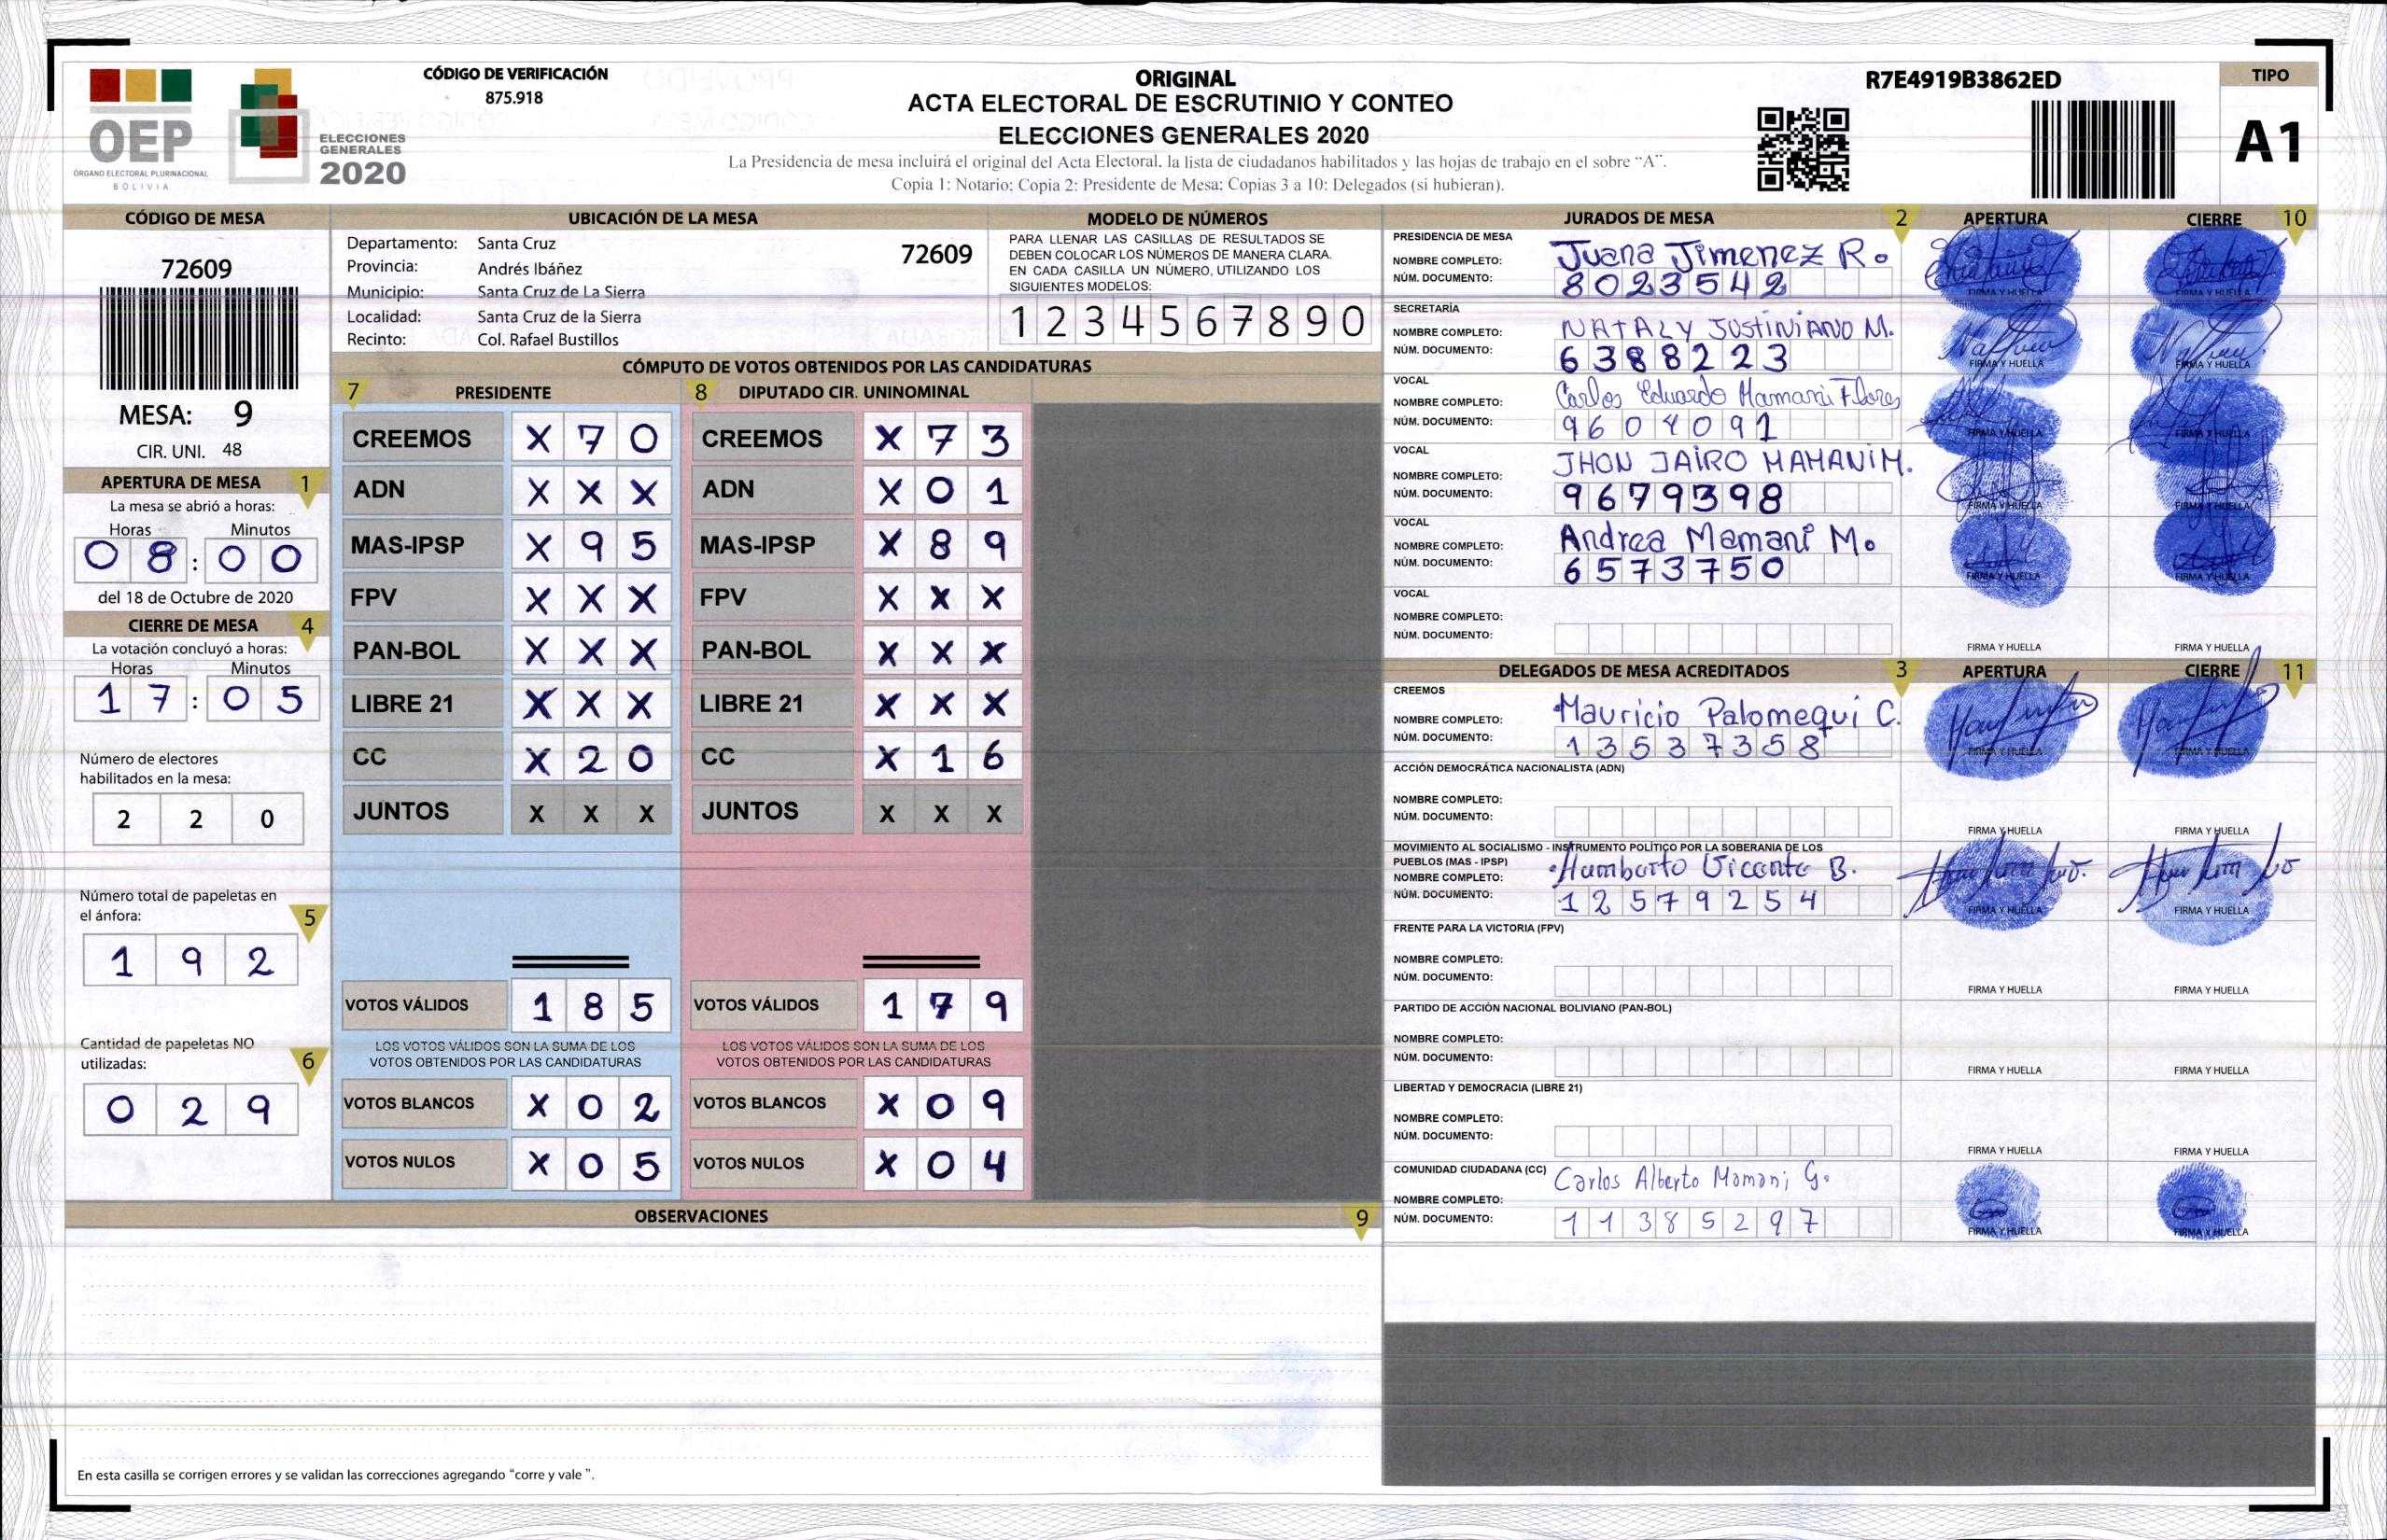 OEP
ÓRGANO ELECTORAL PLURINACIONAL
BOLIVIA
ELECCIONES
GENERALES
2020
CÓDIGO DE VERIFICACIÓN
875.918
ORIGINAL
ACTA ELECTORAL DE ESCRUTINIO Y CONTEO
ELECCIONES GENERALES 2020
La Presidencia de mesa incluirá el original del Acta Electoral, la lista de ciudadanos habilitados y las hojas de trabajo en el sobre “A”.
Copia 1: Notario; Copia 2: Presidente de Mesa; Copias 3 a 10: Delegados (si hubieran).
R7E4919B3862ED
TIPO
A1
CÓDIGO DE MESA
72609
MESA: 9
CIR. UNI. 48
APERTURA DE MESA 1
La mesa se abrió a horas:
Horas Minutos
0 8 : 0 0
del 18 de Octubre de 2020
CIERRE DE MESA 4
La votación concluyó a horas:
Horas Minutos
1 7 : 0 5
Número de electores
habilitados en la mesa:
2 2 0
Número total de papeletas en
el ánfora: 5
1 9 2
Cantidad de papeletas NO
utilizadas: 6
0 2 9
UBICACIÓN DE LA MESA
Departamento: Santa Cruz 72609
Provincia: Andrés Ibáñez
Municipio: Santa Cruz de La Sierra
Localidad: Santa Cruz de la Sierra
Recinto: Col. Rafael Bustillos
MODELO DE NÚMEROS
PARA LLENAR LAS CASILLAS DE RESULTADOS SE
DEBEN COLOCAR LOS NÚMEROS DE MANERA CLARA.
EN CADA CASILLA UN NÚMERO, UTILIZANDO LOS
SIGUIENTES MODELOS:
1 2 3 4 5 6 7 8 9 0
CÓMPUTO DE VOTOS OBTENIDOS POR LAS CANDIDATURAS
7 PRESIDENTE 8 DIPUTADO CIR. UNINOMINAL
CREEMOS X 7 0 CREEMOS X 7 3
ADN X X X ADN X 0 1
MAS-IPSP X 9 5 MAS-IPSP X 8 9
FPV X X X FPV X X X
PAN-BOL X X X PAN-BOL X X X
LIBRE 21 X X X LIBRE 21 X X X
CC X 2 0 CC X 1 6
JUNTOS X X X JUNTOS X X X
VOTOS VÁLIDOS 1 8 5 VOTOS VÁLIDOS 1 7 9
LOS VOTOS VÁLIDOS SON LA SUMA DE LOS LOS VOTOS VÁLIDOS SON LA SUMA DE LOS
VOTOS OBTENIDOS POR LAS CANDIDATURAS VOTOS OBTENIDOS POR LAS CANDIDATURAS
VOTOS BLANCOS X 0 2 VOTOS BLANCOS X 0 9
VOTOS NULOS X 0 5 VOTOS NULOS X 0 4
OBSERVACIONES 9
En esta casilla se corrigen errores y se validan las correcciones agregando “corre y vale”.
JURADOS DE MESA 2 APERTURA CIERRE 10
PRESIDENCIA DE MESA
NOMBRE COMPLETO: Juana Jimenez R.
NÚM. DOCUMENTO: 8023542
FIRMA Y HUELLA FIRMA Y HUELLA
SECRETARÍA
NOMBRE COMPLETO: NATALY JUSTINIANO M.
NÚM. DOCUMENTO: 6388223
FIRMA Y HUELLA FIRMA Y HUELLA
VOCAL
NOMBRE COMPLETO: Carlos Eduardo Mamani Flores
NÚM. DOCUMENTO: 9604091
FIRMA Y HUELLA FIRMA Y HUELLA
VOCAL
NOMBRE COMPLETO: JHON JAIRO MAMANI M.
NÚM. DOCUMENTO: 9679398
FIRMA Y HUELLA FIRMA Y HUELLA
VOCAL
NOMBRE COMPLETO: Andrea Mamani M.
NÚM. DOCUMENTO: 6573750
FIRMA Y HUELLA FIRMA Y HUELLA
VOCAL
NOMBRE COMPLETO:
NÚM. DOCUMENTO:
FIRMA Y HUELLA FIRMA Y HUELLA
DELEGADOS DE MESA ACREDITADOS 3 APERTURA CIERRE 11
CREEMOS
NOMBRE COMPLETO: Mauricio Palomequi C.
NÚM. DOCUMENTO: 13537358
FIRMA Y HUELLA FIRMA Y HUELLA
ACCIÓN DEMOCRÁTICA NACIONALISTA (ADN)
NOMBRE COMPLETO:
NÚM. DOCUMENTO:
FIRMA Y HUELLA FIRMA Y HUELLA
MOVIMIENTO AL SOCIALISMO - INSTRUMENTO POLÍTICO POR LA SOBERANIA DE LOS
PUEBLOS (MAS - IPSP)
NOMBRE COMPLETO: Humberto Vicente B.
NÚM. DOCUMENTO: 12579254
FIRMA Y HUELLA FIRMA Y HUELLA
FRENTE PARA LA VICTORIA (FPV)
NOMBRE COMPLETO:
NÚM. DOCUMENTO:
FIRMA Y HUELLA FIRMA Y HUELLA
PARTIDO DE ACCIÓN NACIONAL BOLIVIANO (PAN-BOL)
NOMBRE COMPLETO:
NÚM. DOCUMENTO:
FIRMA Y HUELLA FIRMA Y HUELLA
LIBERTAD Y DEMOCRACIA (LIBRE 21)
NOMBRE COMPLETO:
NÚM. DOCUMENTO:
FIRMA Y HUELLA FIRMA Y HUELLA
COMUNIDAD CIUDADANA (CC)
NOMBRE COMPLETO: Carlos Alberto Mamani G.
NÚM. DOCUMENTO: 11385297
FIRMA Y HUELLA FIRMA Y HUELLA